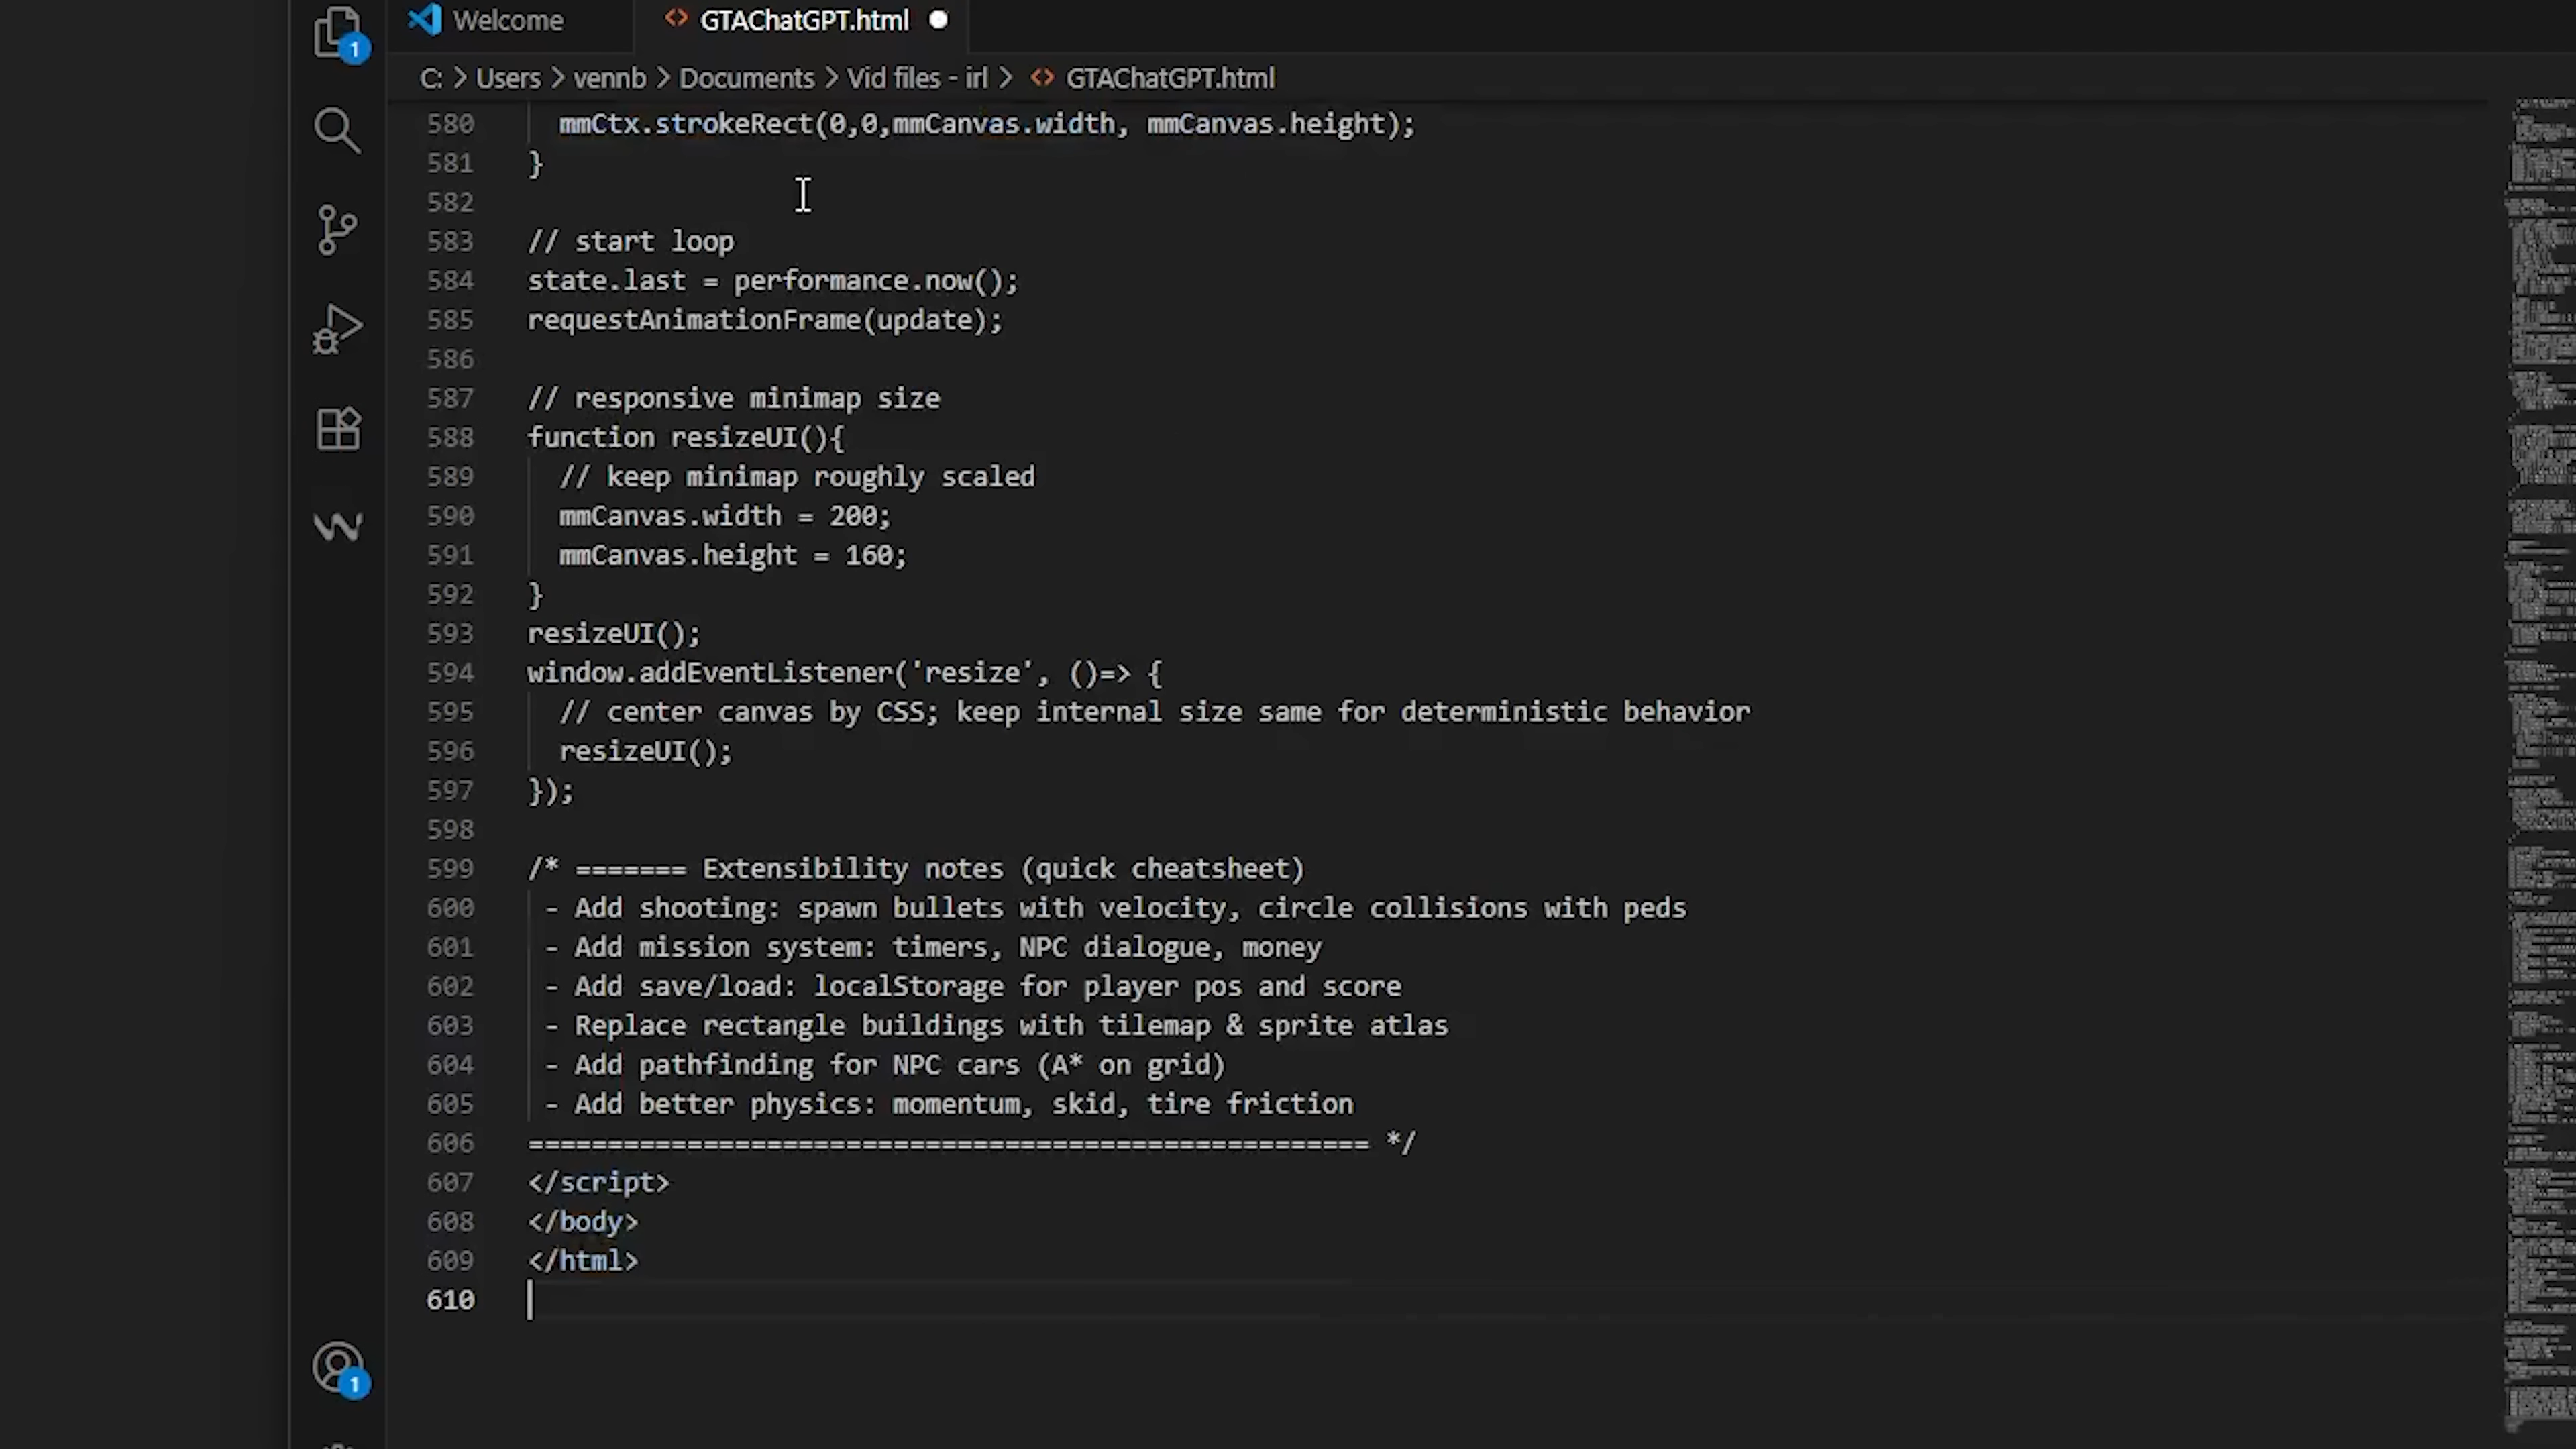 Welcome
GTAChatGPT.html
1
C: > Users > vennb > Documents > Vid files - irl > GTAChatGPT.html
580 mmCtx.strokeRect(0,0,mmCanvas.width, mmCanvas.height);
581 }
582
583 // start loop
584 state.last = performance.now();
585 requestAnimationFrame(update);
586
587 // responsive minimap size
588 function resizeUI(){
589 // keep minimap roughly scaled
590 mmCanvas.width = 200;
591 mmCanvas.height = 160;
592 }
593 resizeUI();
594 window.addEventListener('resize', ()=> {
595 // center canvas by CSS; keep internal size same for deterministic behavior
596 resizeUI();
597 });
598
599 /* ======= Extensibility notes (quick cheatsheet)
600 - Add shooting: spawn bullets with velocity, circle collisions with peds
601 - Add mission system: timers, NPC dialogue, money
602 - Add save/load: localStorage for player pos and score
603 - Replace rectangle buildings with tilemap & sprite atlas
604 - Add pathfinding for NPC cars (A* on grid)
605 - Add better physics: momentum, skid, tire friction
606 ===================================================== */
607 </script>
608 </body>
609 </html>
610
1